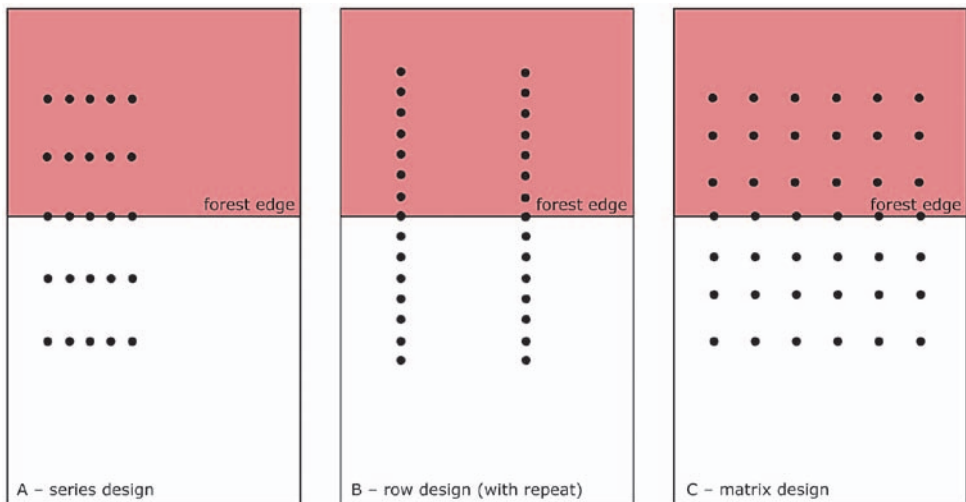 forest edge
A – series design
forest edge
B – row design (with repeat)
forest edge
C – matrix design